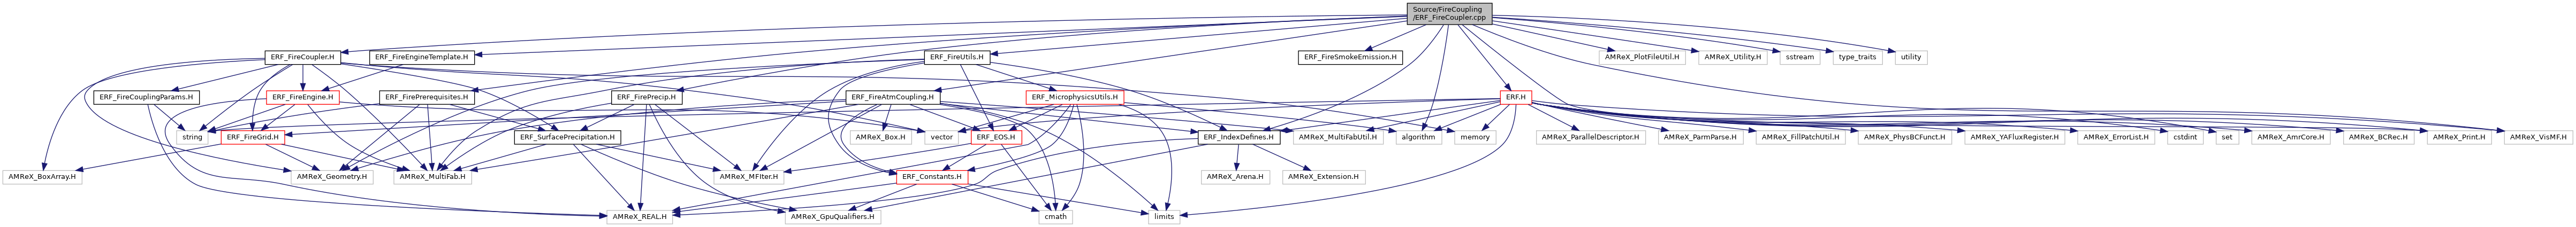 Source/FireCoupling
/ERF_FireCoupler.cpp
ERF_FireCoupler.H
ERF_FireEngineTemplate.H
ERF_FireUtils.H
ERF_FireSmokeEmission.H
AMReX_PlotFileUtil.H
AMReX_Utility.H
sstream
type_traits
utility
ERF_FireCouplingParams.H
ERF_FireEngine.H
ERF_FirePrerequisites.H
ERF_FirePrecip.H
ERF_FireAtmCoupling.H
ERF_MicrophysicsUtils.H
ERF.H
string
ERF_FireGrid.H
ERF_SurfacePrecipitation.H
AMReX_Box.H
vector
ERF_EOS.H
ERF_IndexDefines.H
AMReX_MultiFabUtil.H
algorithm
memory
AMReX_ParallelDescriptor.H
AMReX_ParmParse.H
AMReX_FillPatchUtil.H
AMReX_PhysBCFunct.H
AMReX_YAFluxRegister.H
AMReX_ErrorList.H
cstdint
set
AMReX_AmrCore.H
AMReX_BCRec.H
AMReX_Print.H
AMReX_VisMF.H
AMReX_BoxArray.H
AMReX_Geometry.H
AMReX_MultiFab.H
AMReX_MFIter.H
ERF_Constants.H
AMReX_Arena.H
AMReX_Extension.H
AMReX_REAL.H
AMReX_GpuQualifiers.H
cmath
limits